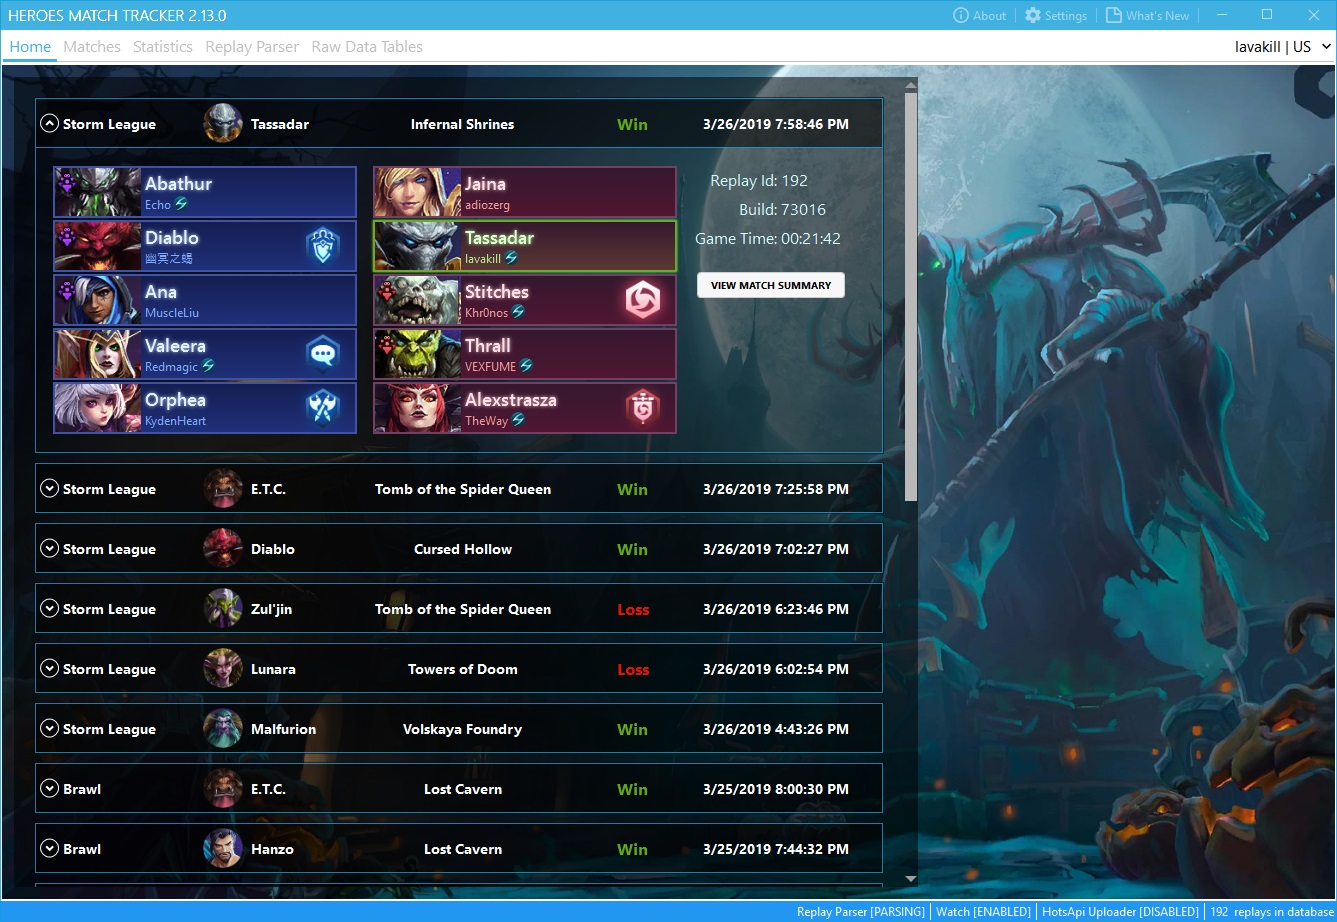 HEROES MATCH TRACKER 2.13.0 About Settings What's New
Home Matches Statistics Replay Parser Raw Data Tables lavakill | US
Storm League Tassadar Infernal Shrines Win 3/26/2019 7:58:46 PM
Abathur
Echo
Diablo
幽冥之蝎
Ana
MuscleLiu
Valeera
Redmagic
Orphea
KydenHeart
Jaina
adiozerg
Tassadar
lavakill
Stitches
Khr0nos
Thrall
VEXFUME
Alexstrasza
TheWay
Replay Id: 192
Build: 73016
Game Time: 00:21:42
VIEW MATCH SUMMARY
Storm League E.T.C. Tomb of the Spider Queen Win 3/26/2019 7:25:58 PM
Storm League Diablo Cursed Hollow Win 3/26/2019 7:02:27 PM
Storm League Zul'jin Tomb of the Spider Queen Loss 3/26/2019 6:23:46 PM
Storm League Lunara Towers of Doom Loss 3/26/2019 6:02:54 PM
Storm League Malfurion Volskaya Foundry Win 3/26/2019 4:43:26 PM
Brawl E.T.C. Lost Cavern Win 3/25/2019 8:00:30 PM
Brawl Hanzo Lost Cavern Win 3/25/2019 7:44:32 PM
Replay Parser [PARSING] Watch [ENABLED] HotsApi Uploader [DISABLED] 192 replays in database